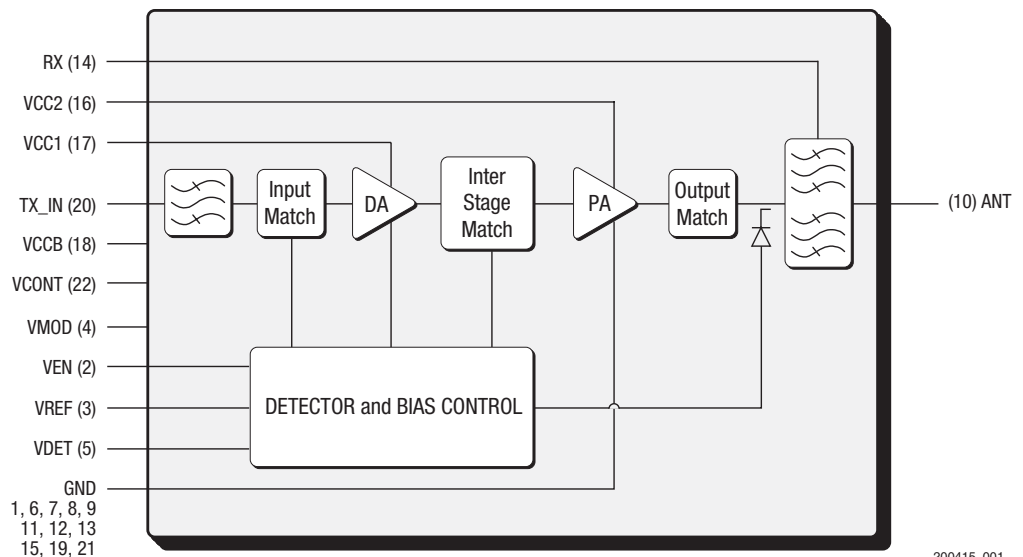 RX (14)
VCC2 (16)
VCC1 (17)
TX_IN (20)
VCCB (18)
VCONT (22)
VMOD (4)
VEN (2)
VREF (3)
VDET (5)
GND
1, 6, 7, 8, 9
11, 12, 13
15, 19, 21
Input
Match
DA
Inter
Stage
Match
PA
Output
Match
(10) ANT
DETECTOR and BIAS CONTROL
200415_001